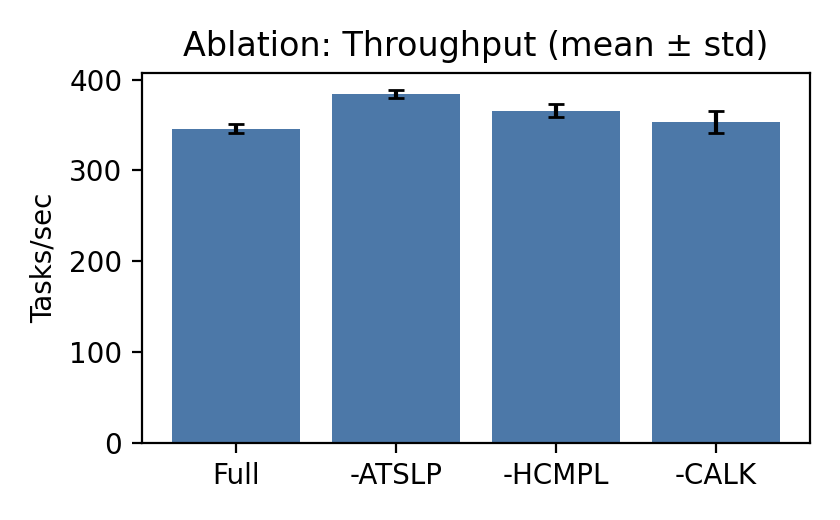 Ablation: Throughput (mean ± std)
Tasks/sec
400
300
200
100
0
Full
-ATSLP
-HCMPL
-CALK